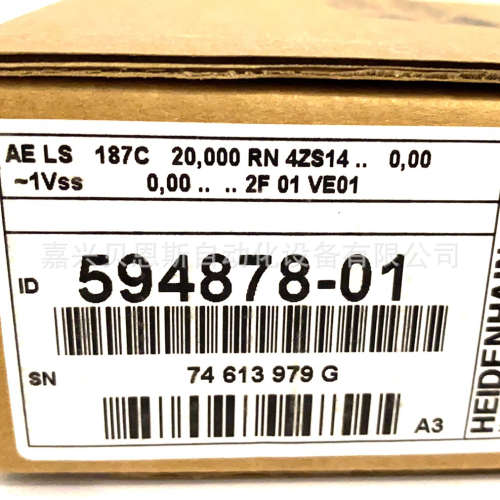 AE LS 187C 20,000 RN 4ZS14 .. 0,00
~1Vss 0,00 .. .. 2F 01 VE01
嘉兴贝恩斯自动化设备有限公司
ID 594878-01
SN 74 613 979 G
A3
HEIDENHAIN